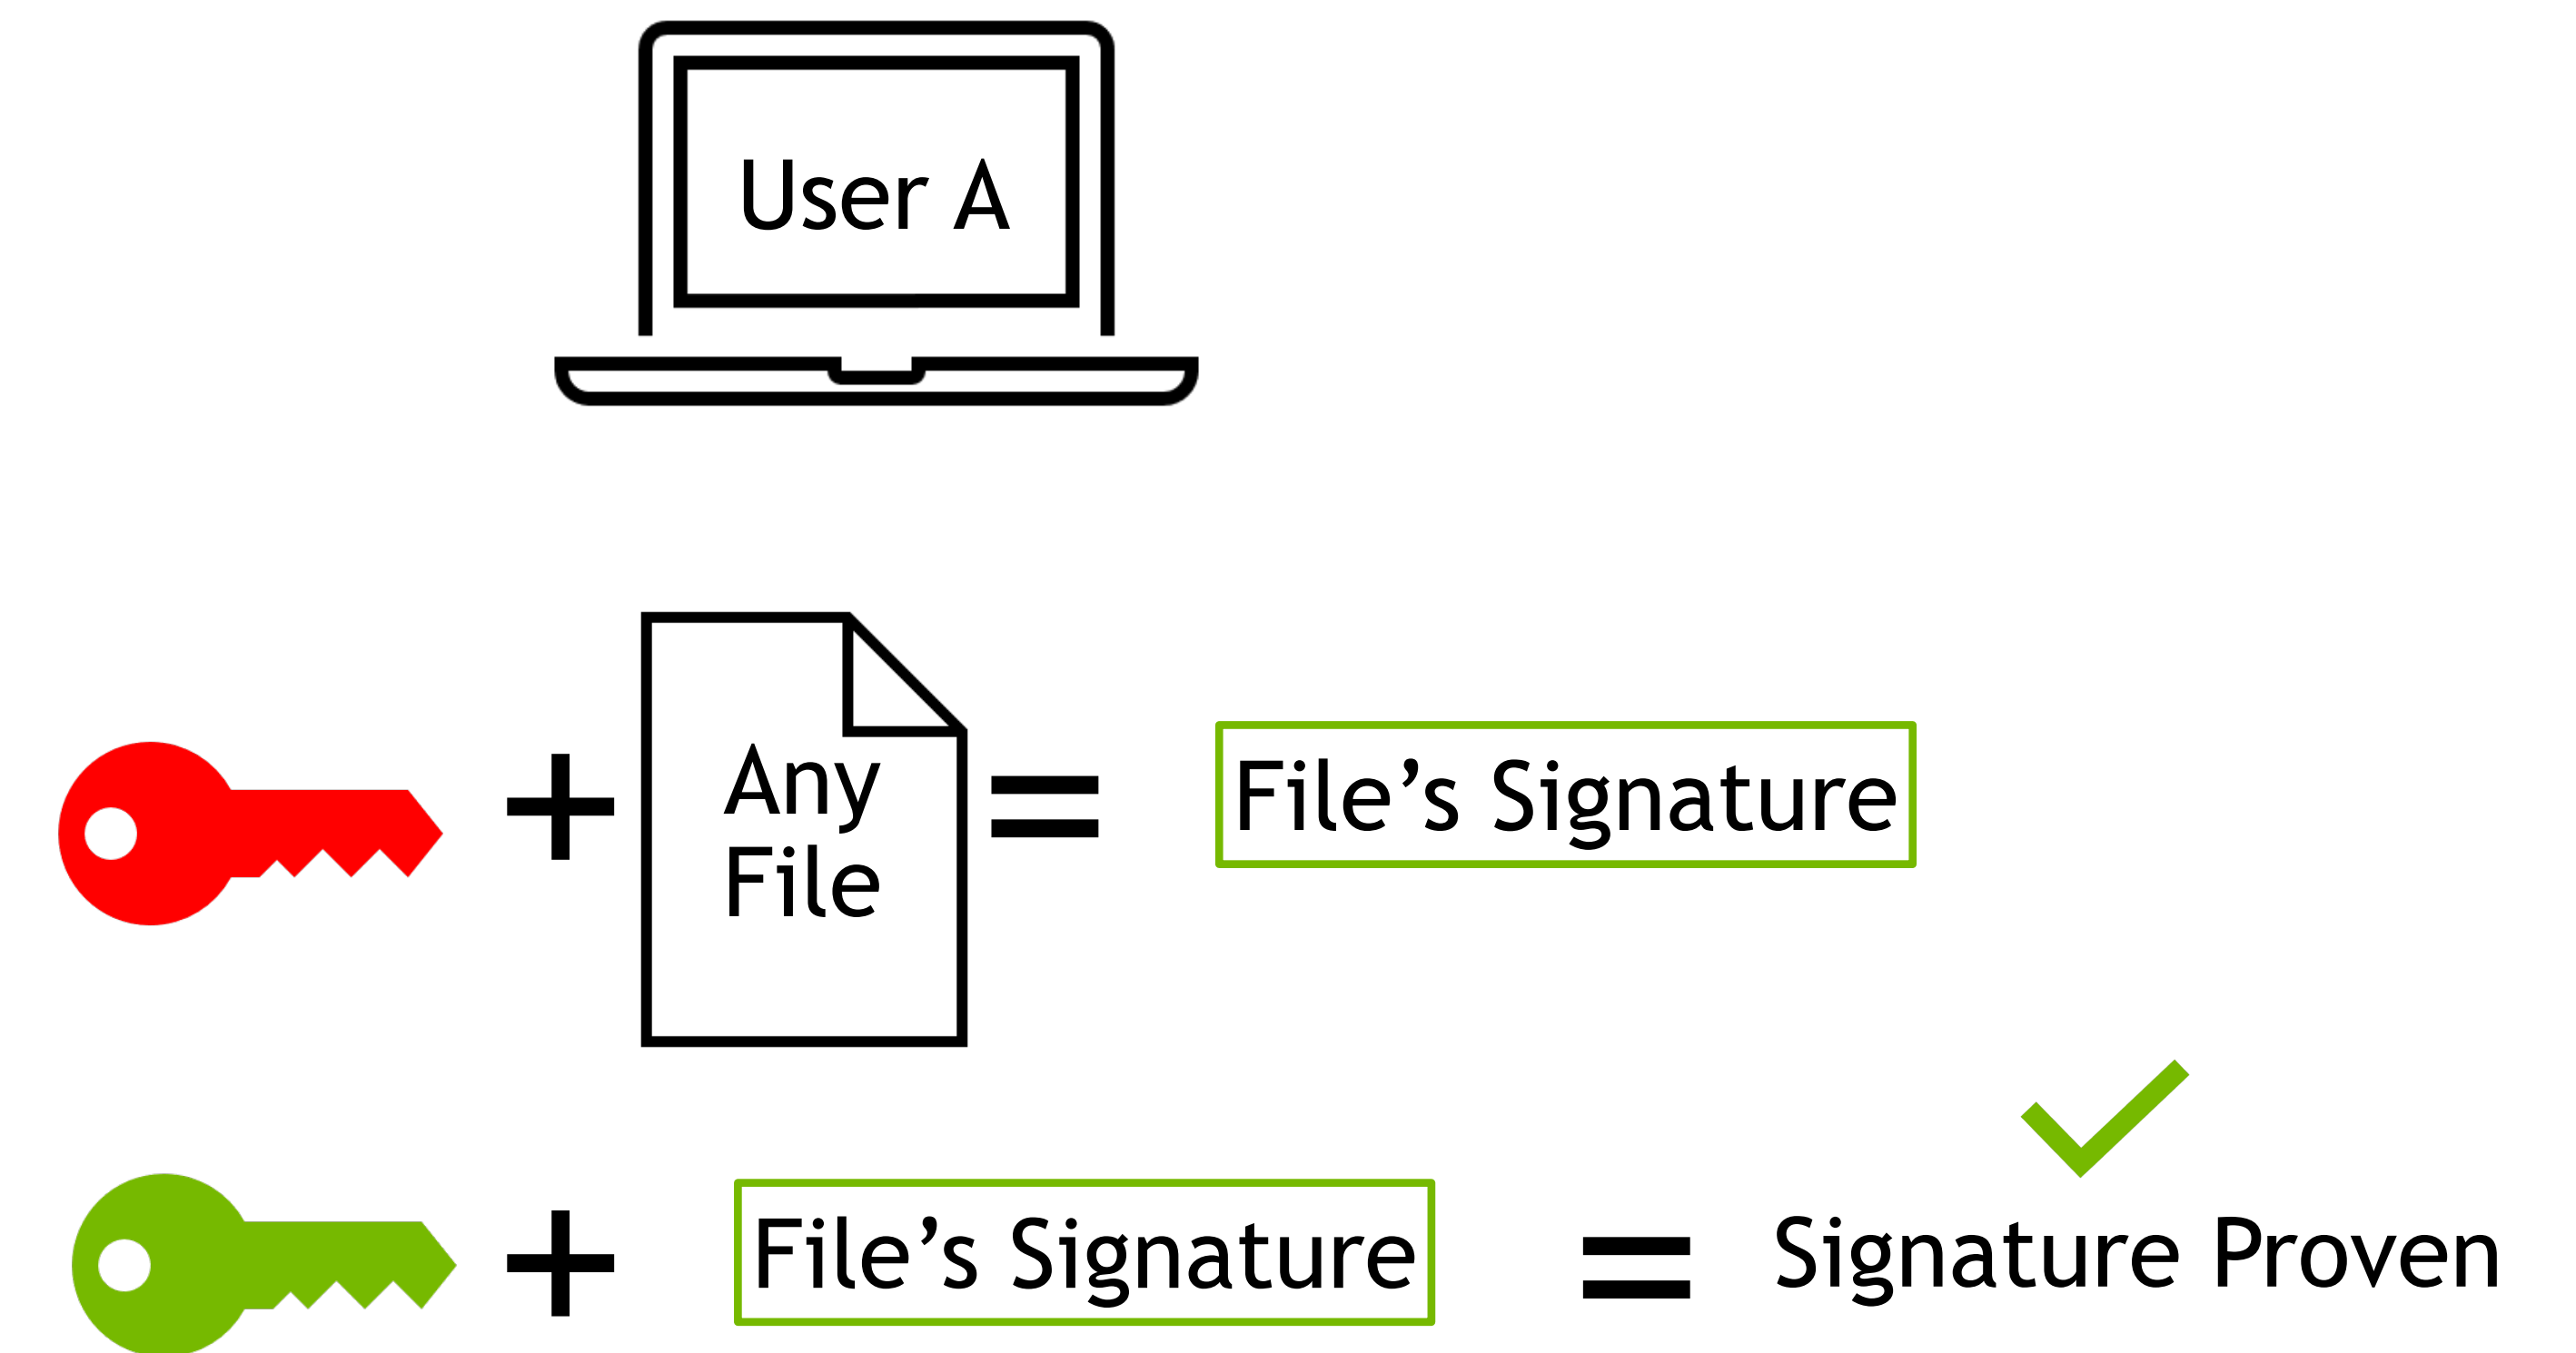 User A
+
Any
File
=
File’s Signature
+
File’s Signature
=
Signature Proven